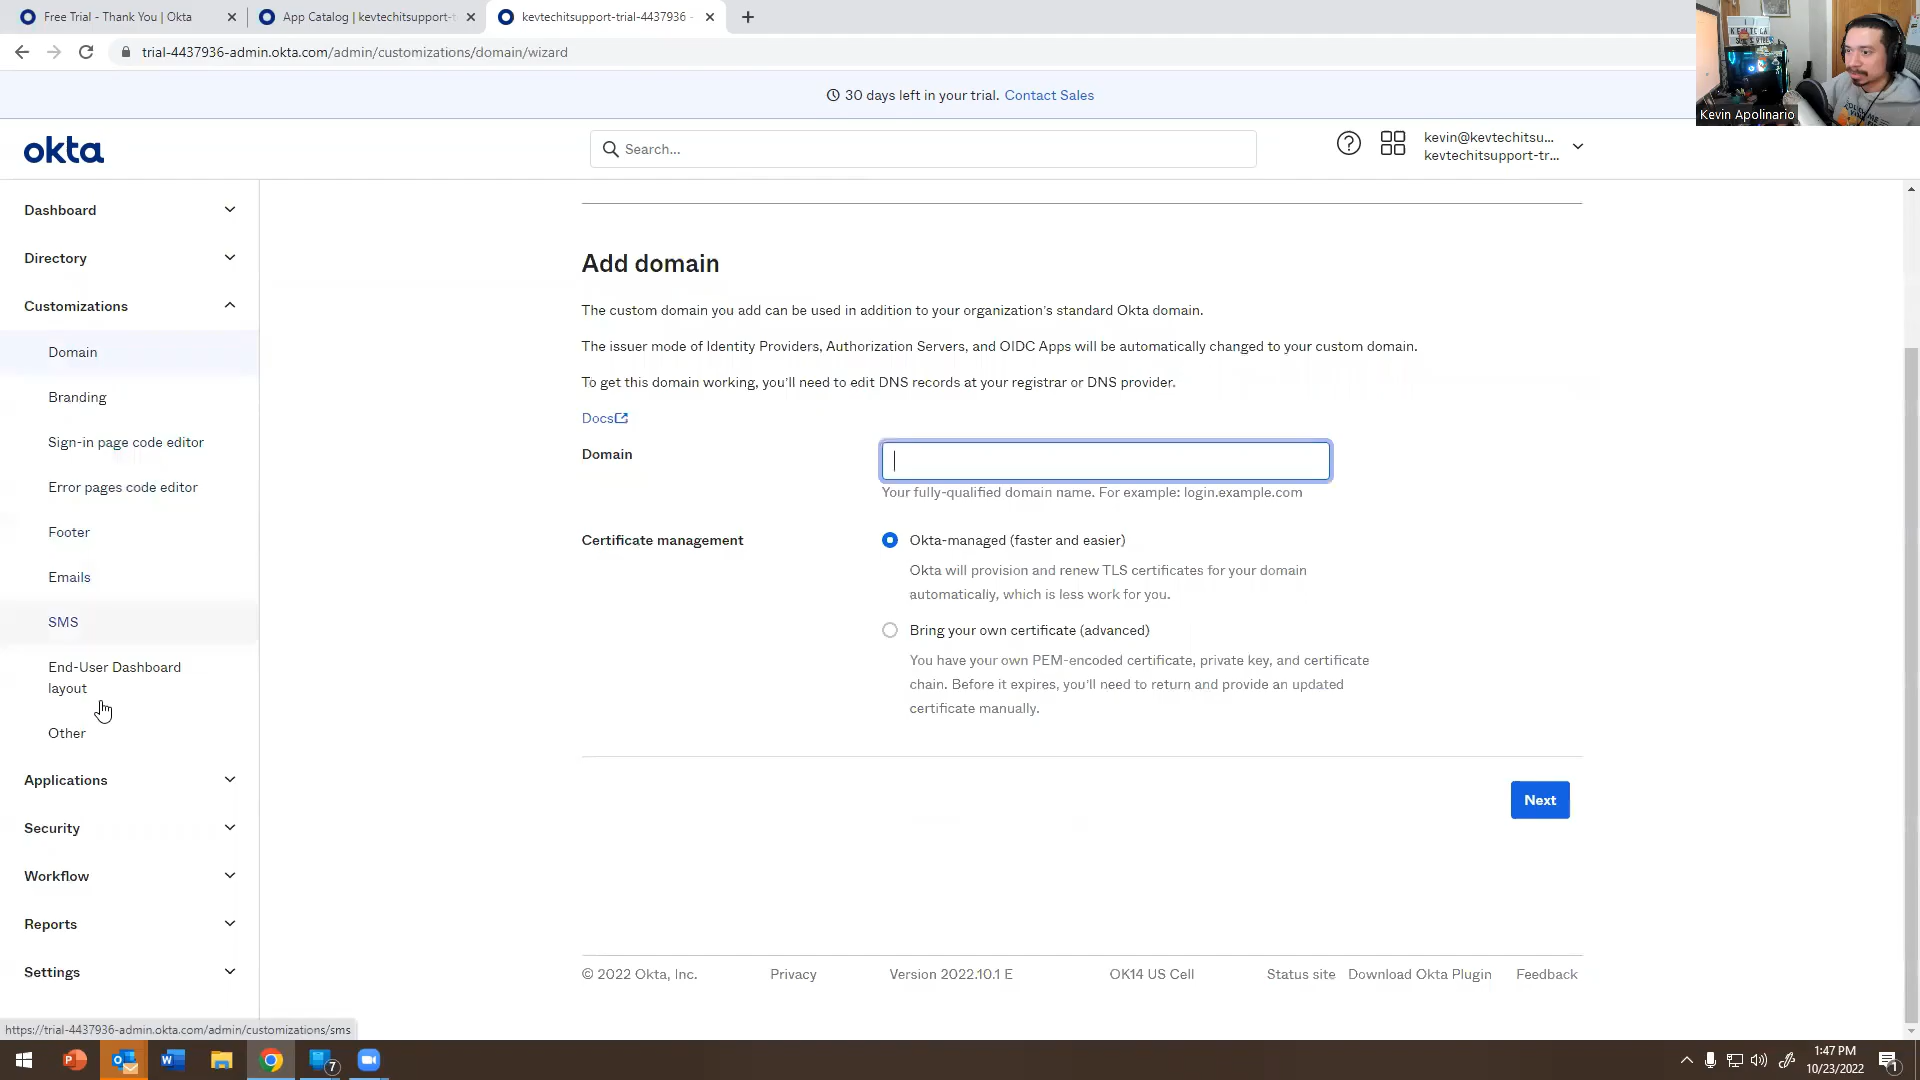 Free Trial - Thank You | Okta
App Catalog | kevtechitsupport-t
kevtechitsupport-trial-4437936 -
trial-4437936-admin.okta.com/admin/customizations/domain/wizard
Kevin Apolinario
30 days left in your trial. Contact Sales
okta
Search...
kevin@kevtechitsu...
kevtechitsupport-tr...
Dashboard
Directory
Customizations
Domain
Branding
Sign-in page code editor
Error pages code editor
Footer
Emails
SMS
End-User Dashboard
layout
Other
Applications
Security
Workflow
Reports
Settings
Add domain
The custom domain you add can be used in addition to your organization's standard Okta domain.
The issuer mode of Identity Providers, Authorization Servers, and OIDC Apps will be automatically changed to your custom domain.
To get this domain working, you'll need to edit DNS records at your registrar or DNS provider.
Docs
Domain
Your fully-qualified domain name. For example: login.example.com
Certificate management
Okta-managed (faster and easier)
Okta will provision and renew TLS certificates for your domain
automatically, which is less work for you.
Bring your own certificate (advanced)
You have your own PEM-encoded certificate, private key, and certificate
chain. Before it expires, you'll need to return and provide an updated
certificate manually.
Next
© 2022 Okta, Inc. Privacy Version 2022.10.1 E OK14 US Cell Status site Download Okta Plugin Feedback
https://trial-4437936-admin.okta.com/admin/customizations/sms
7
1:47 PM
10/23/2022
1